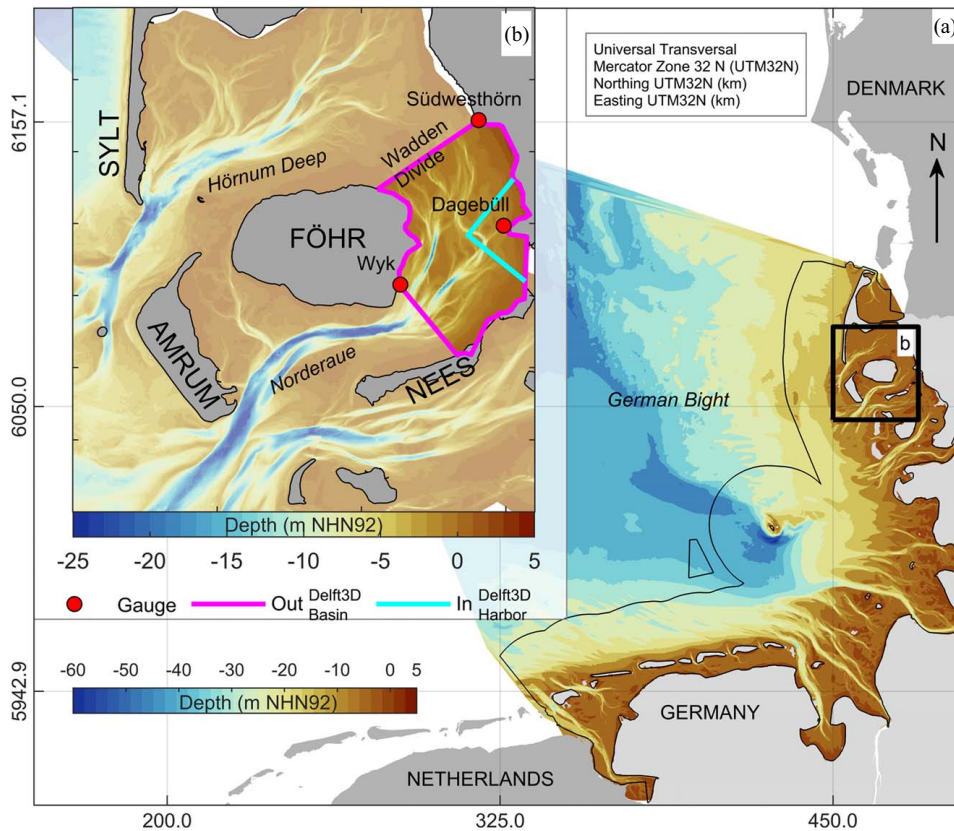 (a)
(b)
Universal Transversal
Mercator Zone 32 N (UTM32N)
Northing UTM32N (km)
Easting UTM32N (km)
DENMARK
N
6157.1
6050.0
5942.9
SYLT
Südwesthörn
Wadden
Divide
Hörnum Deep
Dagebüll
FÖHR
Wyk
AMRUM
Norderaue
NEES
b
German Bight
Depth (m NHN92)
-25 -20 -15 -10 -5 0 5
Gauge Out Delft3D Basin In Delft3D Harbor
Depth (m NHN92)
-60 -50 -40 -30 -20 -10 0 5
GERMANY
NETHERLANDS
200.0 325.0 450.0